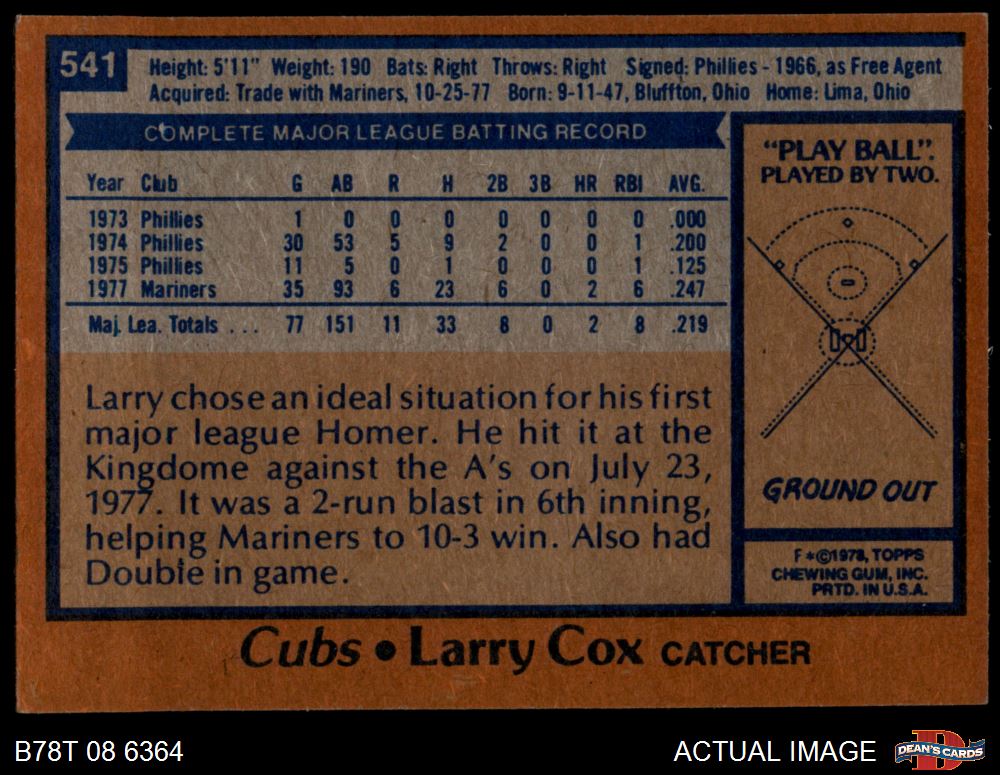 541
Height: 5'11" Weight: 190 Bats: Right Throws: Right Signed: Phillies - 1966, as Free Agent
Acquired: Trade with Mariners, 10-25-77 Born: 9-11-47, Bluffton, Ohio Home: Lima, Ohio
COMPLETE MAJOR LEAGUE BATTING RECORD
Year Club G AB R H 2B 3B HR RBI AVG.
1973 Phillies 1 0 0 0 0 0 0 0 .000
1974 Phillies 30 53 5 9 2 0 0 1 .200
1975 Phillies 11 5 0 1 0 0 0 1 .125
1977 Mariners 35 93 6 23 6 0 2 6 .247
Maj. Lea. Totals . . . 77 151 11 33 8 0 2 8 .219
Larry chose an ideal situation for his first
major league Homer. He hit it at the
Kingdome against the A's on July 23,
1977. It was a 2-run blast in 6th inning,
helping Mariners to 10-3 win. Also had
Double in game.
"PLAY BALL".
PLAYED BY TWO.
GROUND OUT
F*©1978, TOPPS
CHEWING GUM, INC.
PRTD. IN U.S.A.
Cubs • Larry Cox CATCHER
B78T 08 6364
ACTUAL IMAGE
D
DEAN'S CARDS